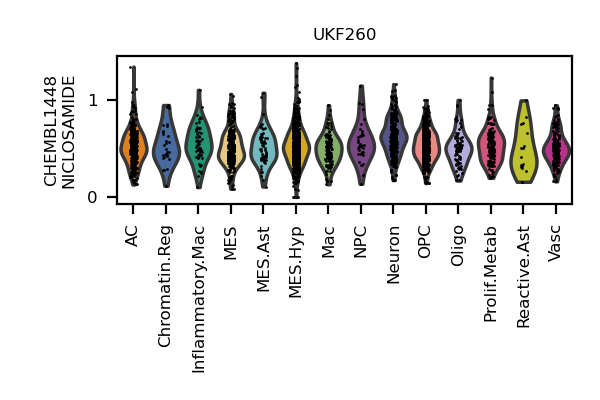 UKF260
CHEMBL1448
NICLOSAMIDE
1
0
AC
Chromatin.Reg
Inflammatory.Mac
MES
MES.Ast
MES.Hyp
Mac
NPC
Neuron
OPC
Oligo
Prolif.Metab
Reactive.Ast
Vasc